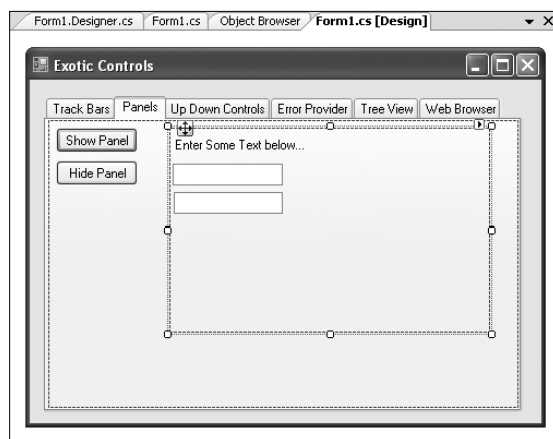 Form1.Designer.cs Form1.cs Object Browser Form1.cs [Design]
Exotic Controls
Track Bars Panels Up Down Controls Error Provider Tree View Web Browser
Show Panel
Enter Some Text below...
Hide Panel